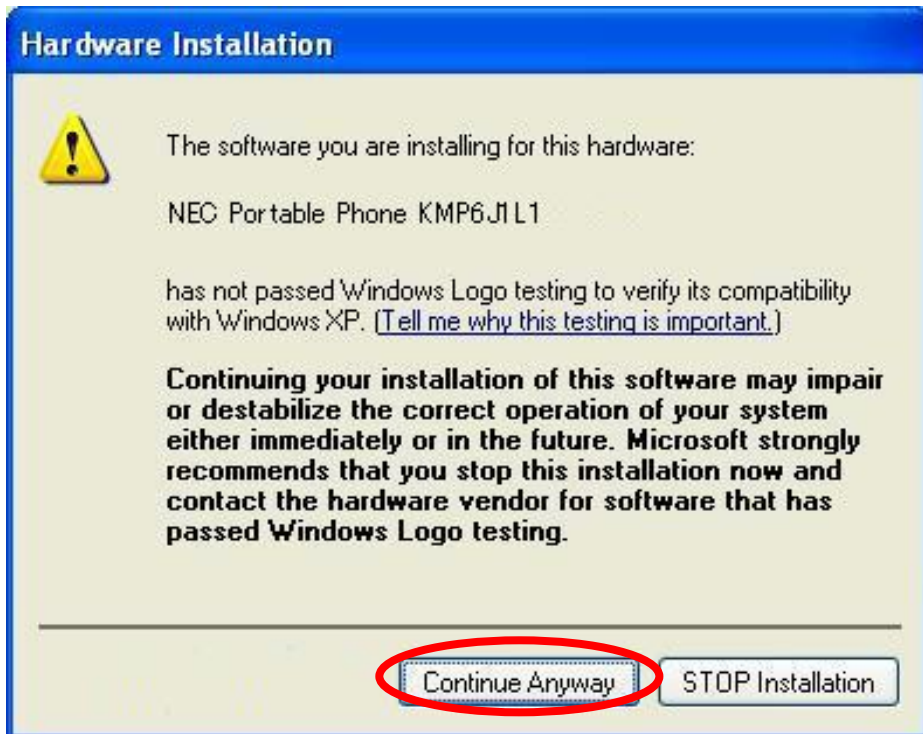 Hardware Installation
The software you are installing for this hardware:
NEC Portable Phone KMP6J1L1
has not passed Windows Logo testing to verify its compatibility
with Windows XP. (Tell me why this testing is important.)
Continuing your installation of this software may impair
or destabilize the correct operation of your system
either immediately or in the future. Microsoft strongly
recommends that you stop this installation now and
contact the hardware vendor for software that has
passed Windows Logo testing.
Continue Anyway STOP Installation